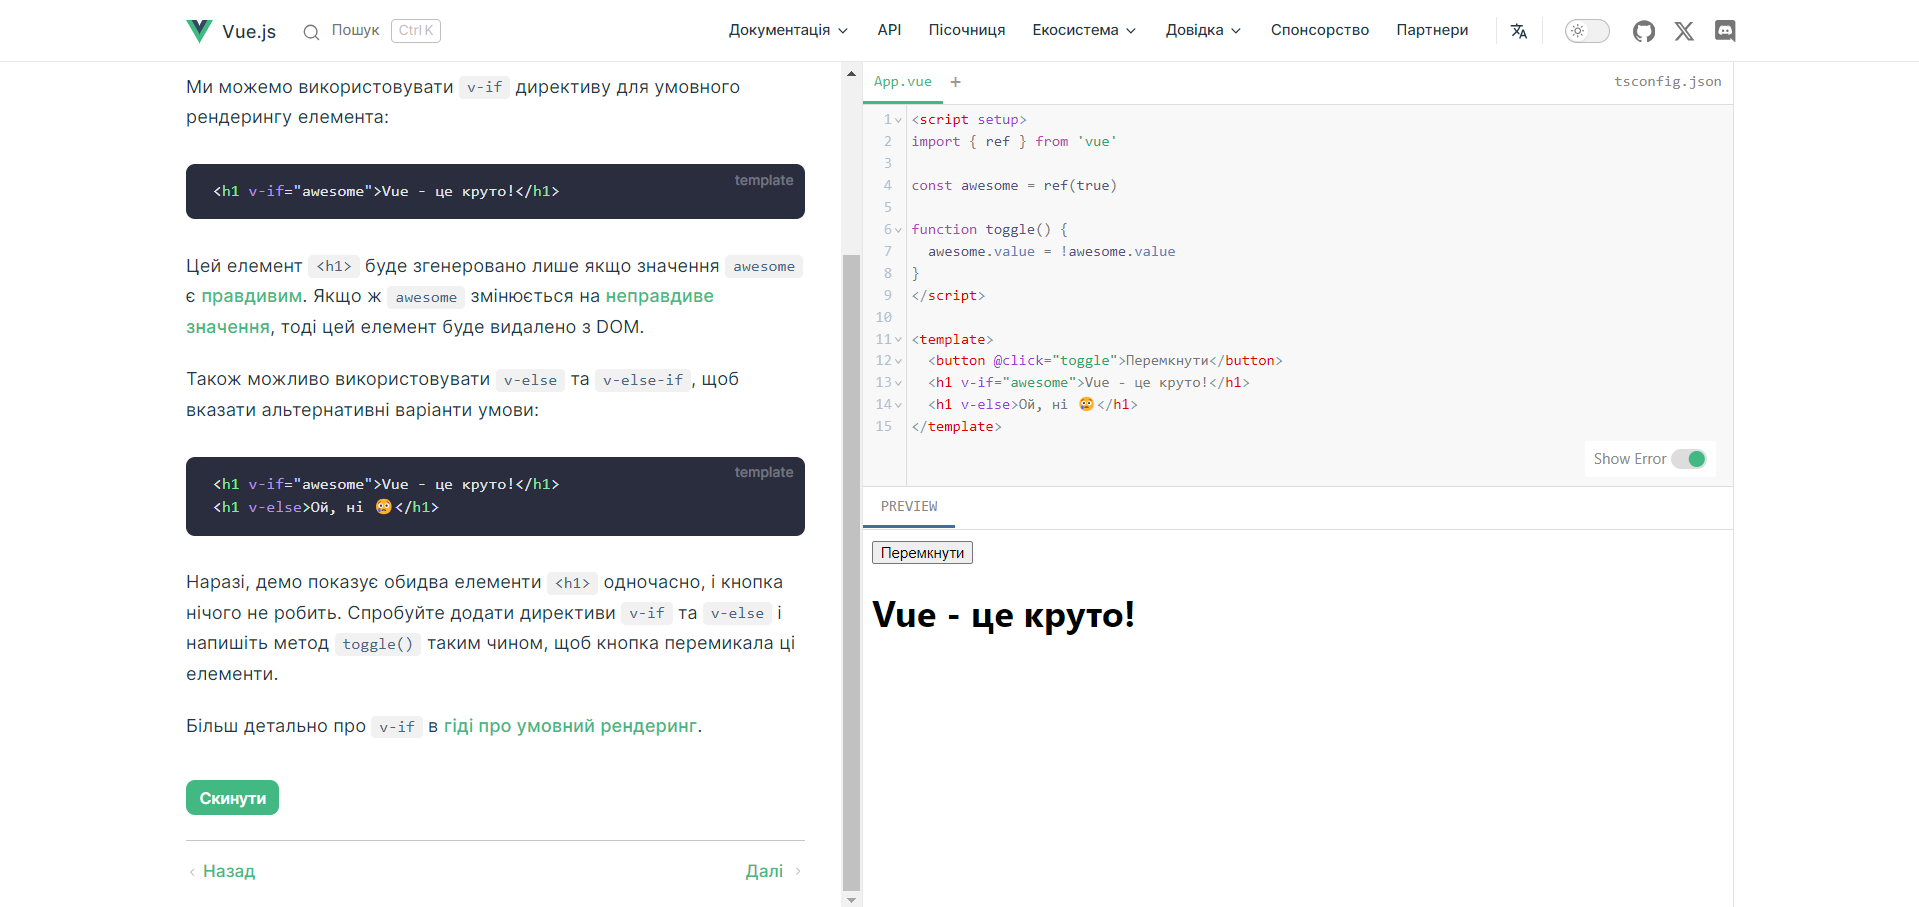 Vue.js
Пошук
Ctrl K
Документація
API
Пісочниця
Екосистема
Довідка
Спонсорство
Партнери
Ми можемо використовувати v-if директиву для умовного
рендерингу елемента:
template
<h1 v-if="awesome">Vue - це круто!</h1>
Цей елемент <h1> буде згенеровано лише якщо значення awesome
є правдивим. Якщо ж awesome змінюється на неправдиве
значення, тоді цей елемент буде видалено з DOM.
Також можливо використовувати v-else та v-else-if, щоб
вказати альтернативні варіанти умови:
template
<h1 v-if="awesome">Vue - це круто!</h1>
<h1 v-else>Ой, ні 😢</h1>
Наразі, демо показує обидва елементи <h1> одночасно, і кнопка
нічого не робить. Спробуйте додати директиви v-if та v-else і
напишіть метод toggle() таким чином, щоб кнопка перемикала ці
елементи.
Більш детально про v-if в гіді про умовний рендеринг.
Скинути
‹ Назад
Далі ›
App.vue +
tsconfig.json
1 <script setup>
2 import { ref } from 'vue'
3
4 const awesome = ref(true)
5
6 function toggle() {
7   awesome.value = !awesome.value
8 }
9 </script>
10
11 <template>
12   <button @click="toggle">Перемкнути</button>
13   <h1 v-if="awesome">Vue - це круто!</h1>
14   <h1 v-else>Ой, ні 😢</h1>
15 </template>
Show Error
PREVIEW
Перемкнути
Vue - це круто!